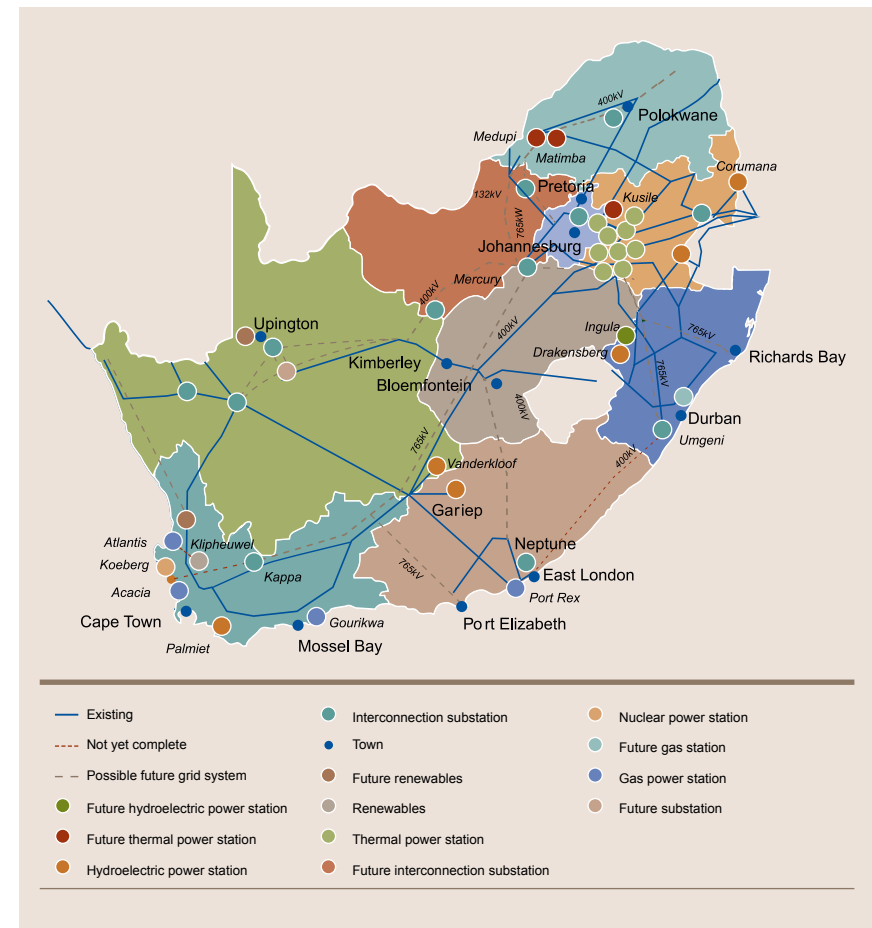 400kV
Polokwane
Medupi
Matimba
Corumana
132kV
Pretoria
Kusile
765kW
Johannesburg
Mercury
400kV
Upington
400kV
Ingula
765kV
Kimberley
Drakensberg
Richards Bay
Bloemfontein
765kV
400kV
Durban
765kV
Umgeni
400kV
Vanderkloof
Gariep
Atlantis
Klipheuwel
Neptune
Koeberg
Kappa
765kV
East London
Acacia
Port Rex
Cape Town
Gourikwa
Port Elizabeth
Palmiet
Mossel Bay
Existing
Not yet complete
Possible future grid system
Future hydroelectric power station
Future thermal power station
Hydroelectric power station
Interconnection substation
Town
Future renewables
Renewables
Thermal power station
Future interconnection substation
Nuclear power station
Future gas station
Gas power station
Future substation